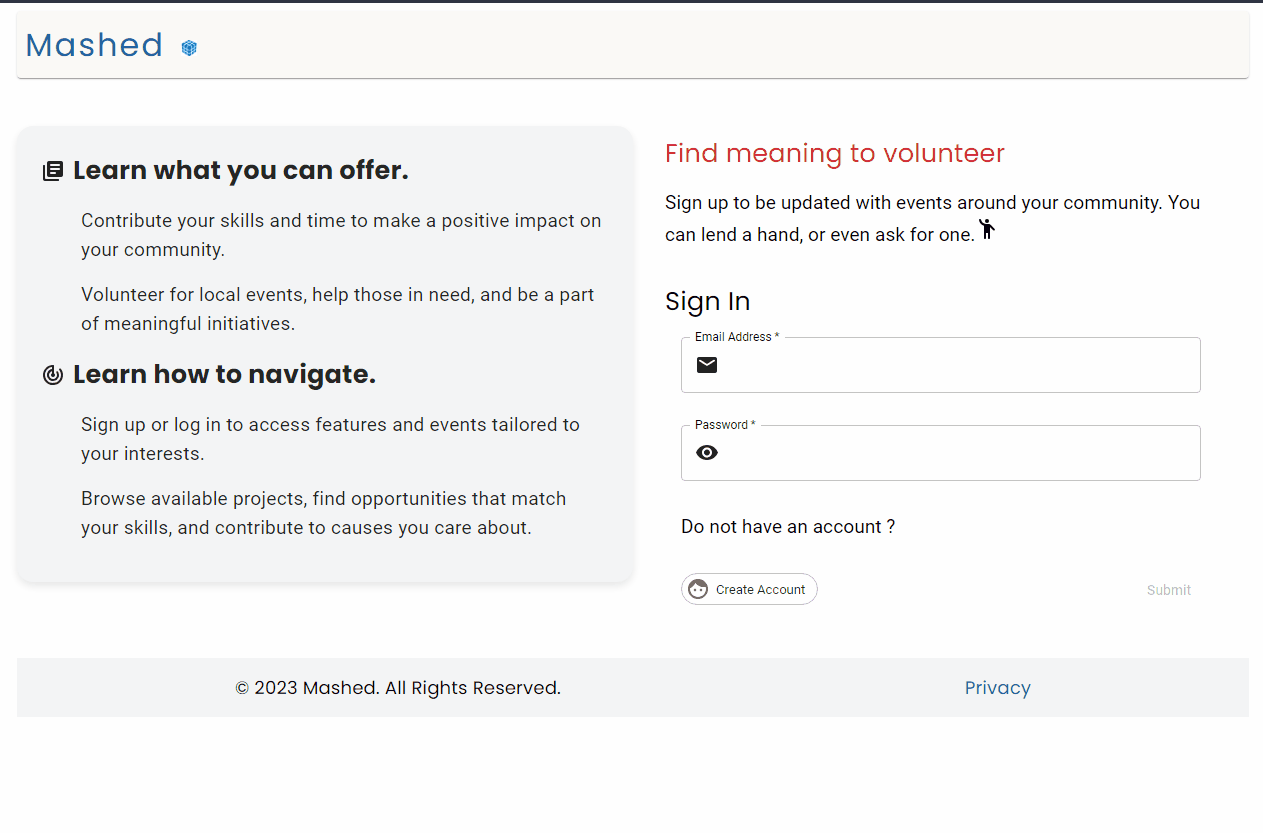 Mashed
Learn what you can offer.
Contribute your skills and time to make a positive impact on
your community.
Volunteer for local events, help those in need, and be a part
of meaningful initiatives.
Learn how to navigate.
Sign up or log in to access features and events tailored to
your interests.
Browse available projects, find opportunities that match
your skills, and contribute to causes you care about.
Find meaning to volunteer
Sign up to be updated with events around your community. You
can lend a hand, or even ask for one.
Sign In
Email Address *
Password *
Do not have an account ?
Create Account
Submit
© 2023 Mashed. All Rights Reserved.
Privacy